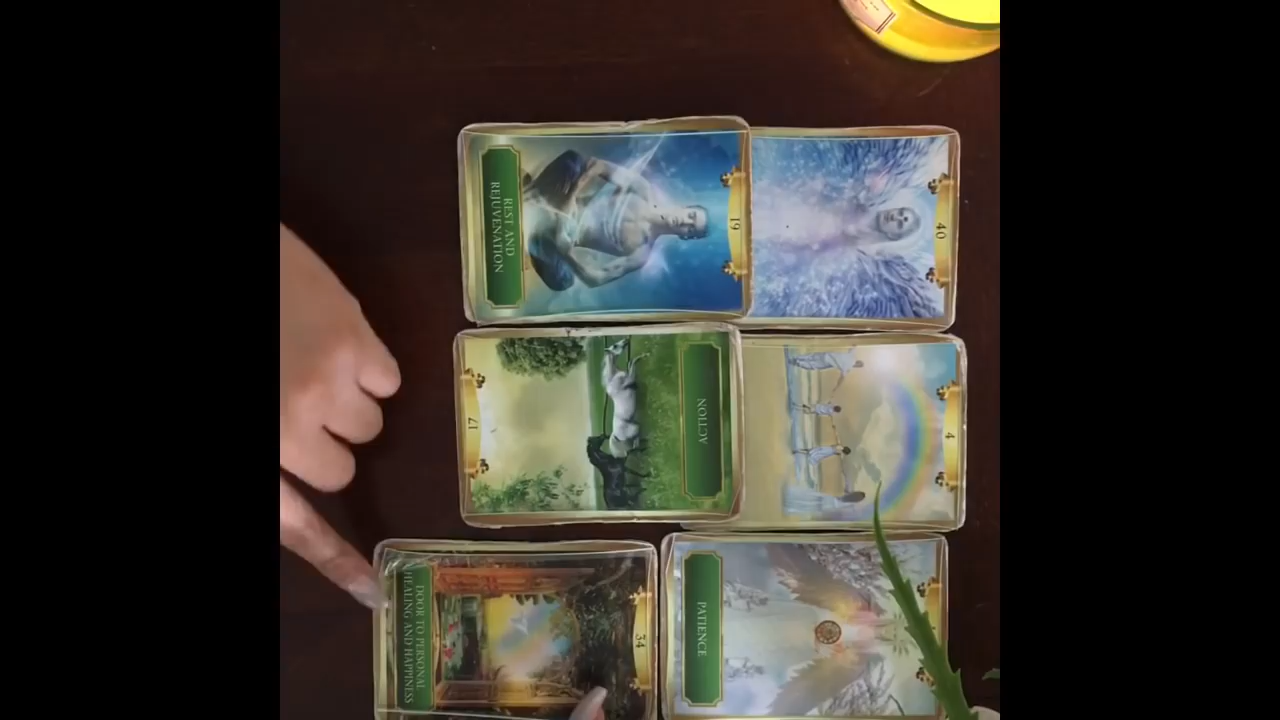 REST AND
REJUVENATION
19
40
17
ACTION
4
DOOR TO PERSONAL
HEALING AND HAPPINESS
34
PATIENCE